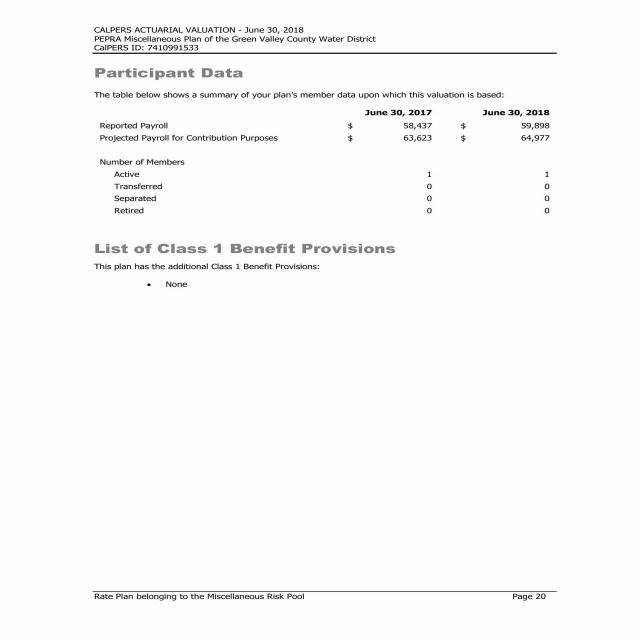 CALPERS ACTUARIAL VALUATION - June 30, 2018
PEPRA Miscellaneous Plan of the Green Valley County Water District
CalPERS ID: 7410991533
Participant Data
The table below shows a summary of your plan's member data upon which this valuation is based:
June 30, 2017 June 30, 2018
Reported Payroll $ 58,437 $ 59,898
Projected Payroll for Contribution Purposes $ 63,623 $ 64,977
Number of Members
Active 1 1
Transferred 0 0
Separated 0 0
Retired 0 0
List of Class 1 Benefit Provisions
This plan has the additional Class 1 Benefit Provisions:
• None
Rate Plan belonging to the Miscellaneous Risk Pool Page 20